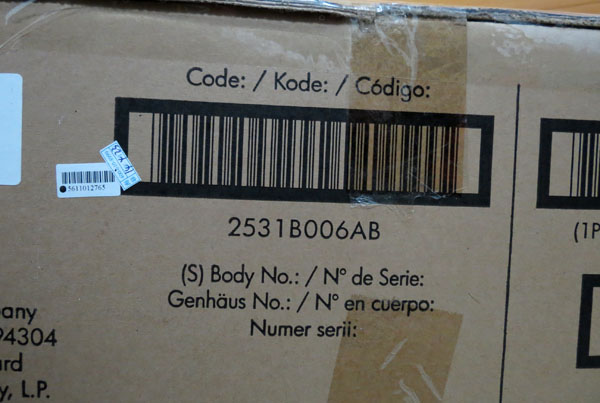 Code: / Kode: / Código:
2531B006AB
5611012765
(1P
(S) Body No.: / N° de Serie:
Genhäus No.: / N° en cuerpo:
Numer serii:
any
94304
ard
y, L.P.